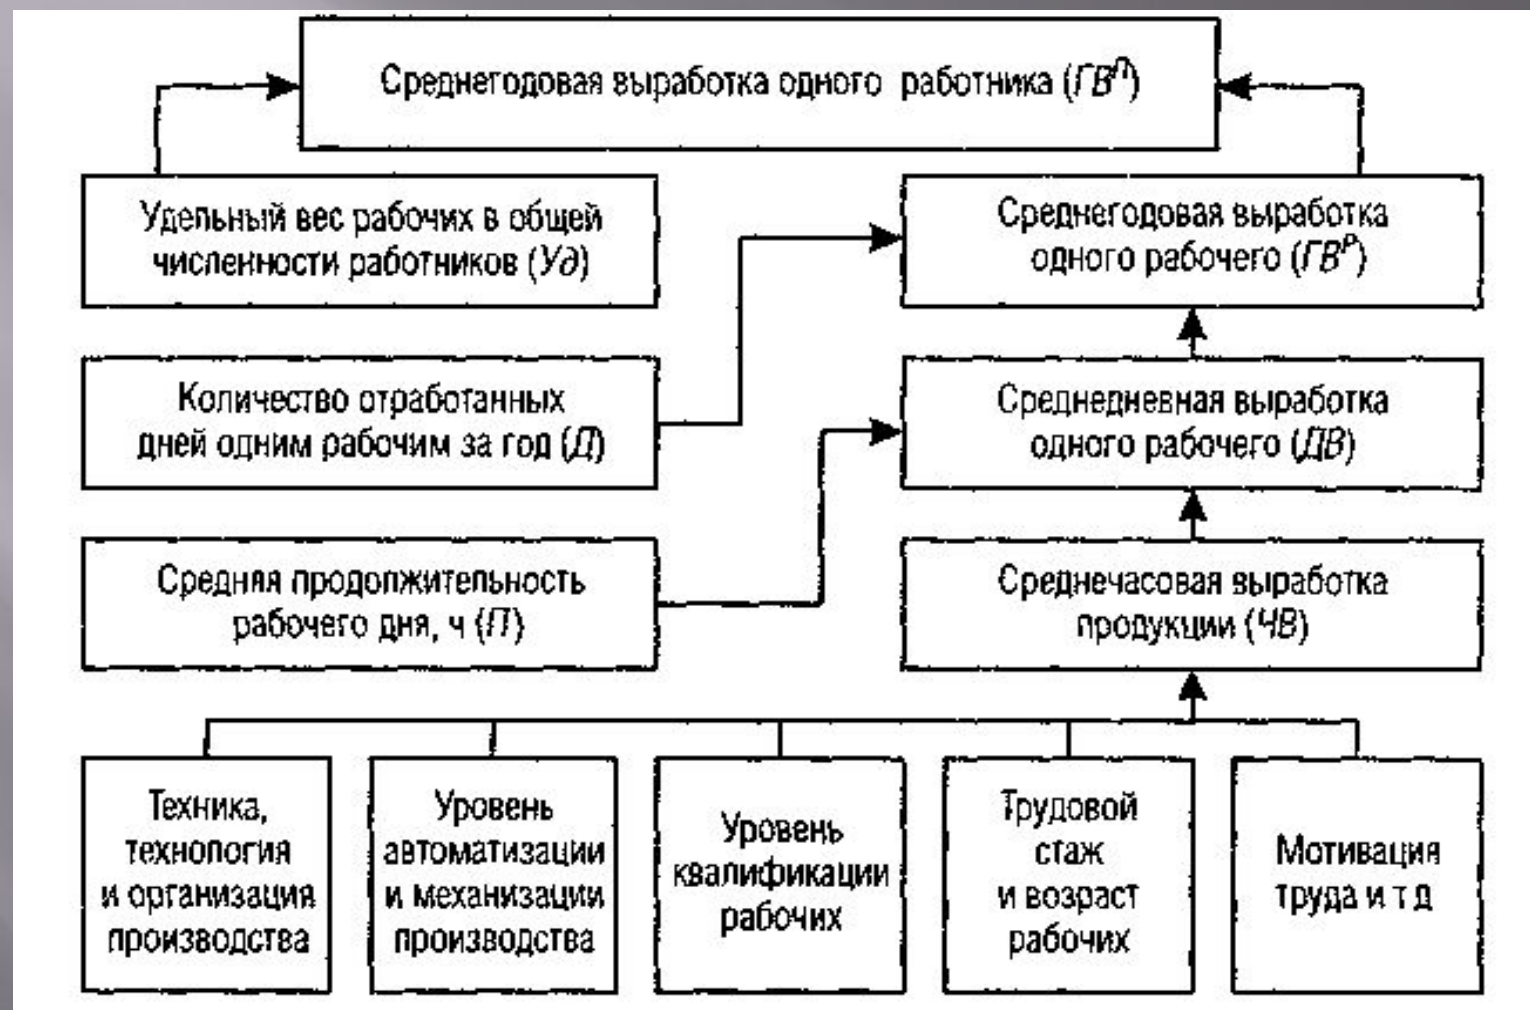 Среднегодовая выработка одного работника (ГВᴨ)
Удельный вес рабочих в общей
численности работников (Уд)
Среднегодовая выработка
одного рабочего (ГВᴾ)
Количество отработанных
дней одним рабочим за год (Д)
Среднедневная выработка
одного рабочего (ДВ)
Средняя продолжительность
рабочего дня, ч (П)
Среднечасовая выработка
продукции (ЧВ)
Техника,
технология
и организация
производства
Уровень
автоматизации
и механизации
производства
Уровень
квалификации
рабочих
Трудовой
стаж
и возраст
рабочих
Мотивация
труда и т д